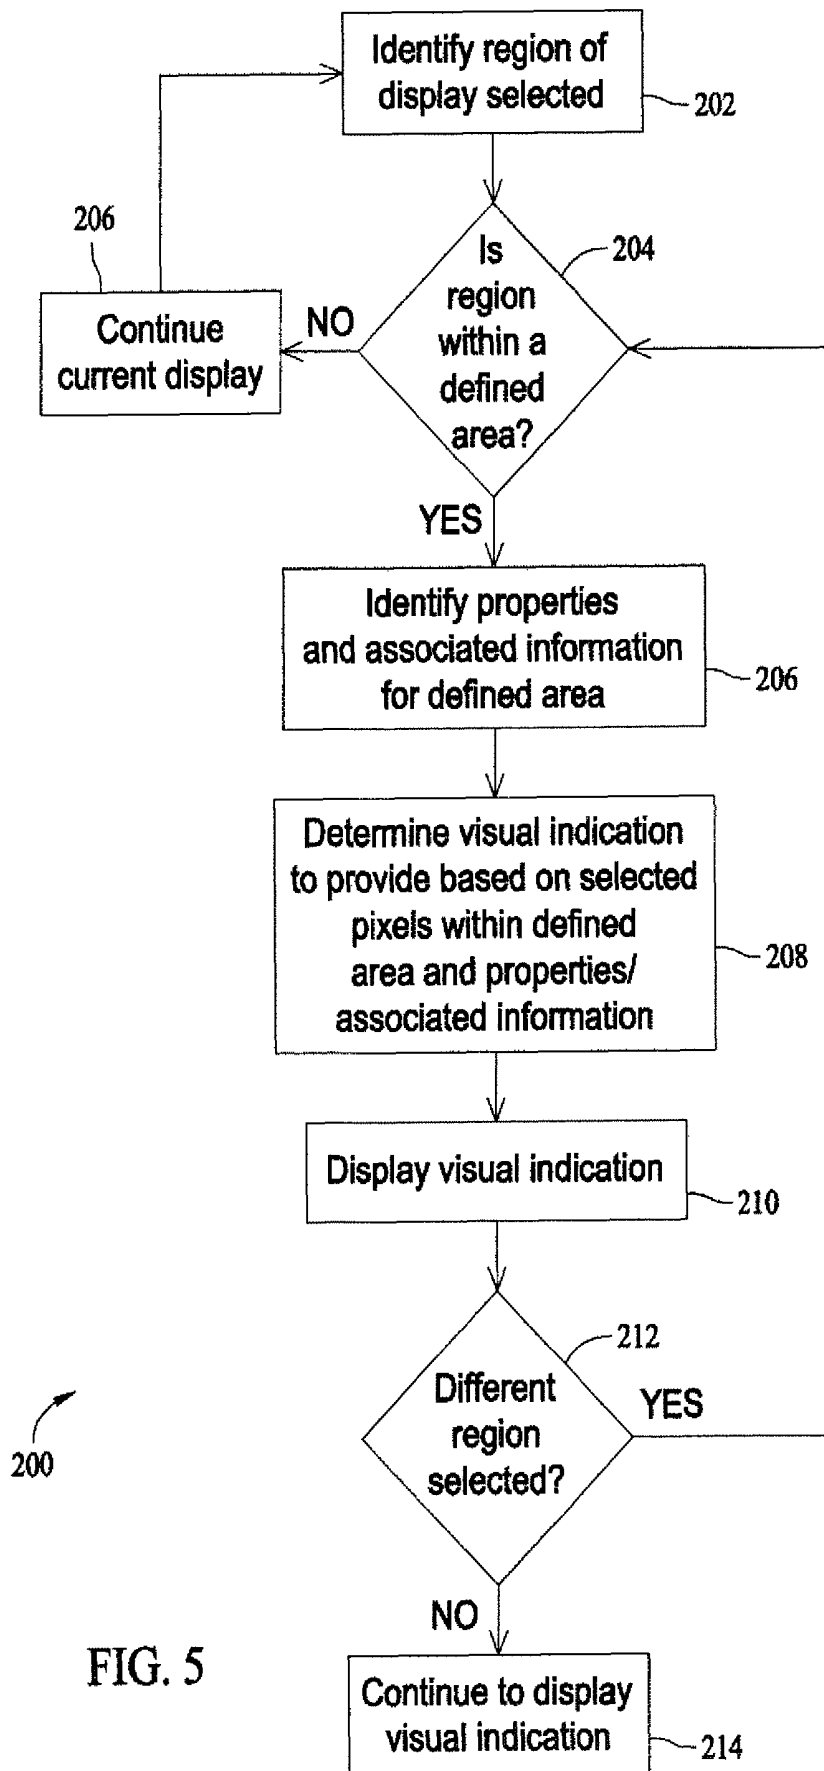 Identify region of
display selected
202
206
204
Is
region
within a
defined
area?
NO
Continue
current display
YES
Identify properties
and associated information
for defined area
206
Determine visual indication
to provide based on selected
pixels within defined
area and properties/
associated information
208
Display visual indication
210
212
Different
region
selected?
YES
200
NO
FIG. 5
Continue to display
visual indication
214